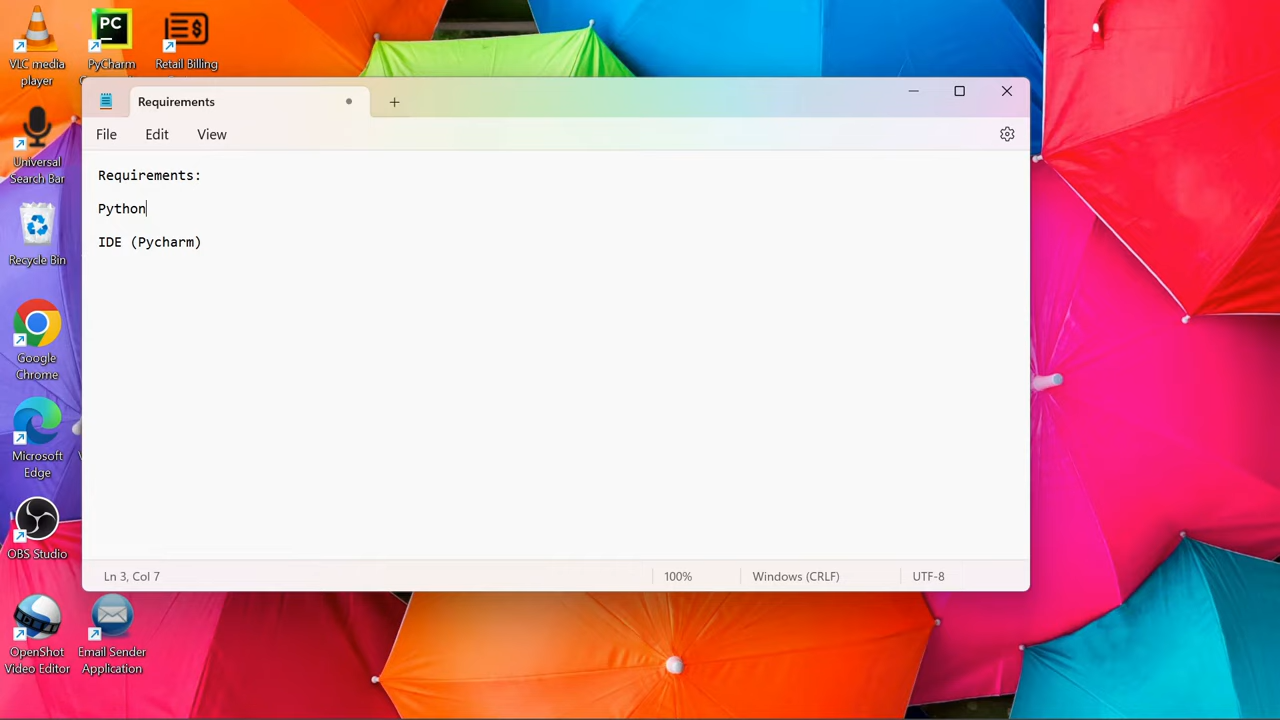 VLC media
player
PC
PyCharm
Retail Billing
Universal
Search Bar
Recycle Bin
Google
Chrome
Microsoft
Edge
OBS Studio
OpenShot
Video Editor
Email Sender
Application
Requirements
File Edit View
Requirements:
Python
IDE (Pycharm)
Ln 3, Col 7 100% Windows (CRLF) UTF-8